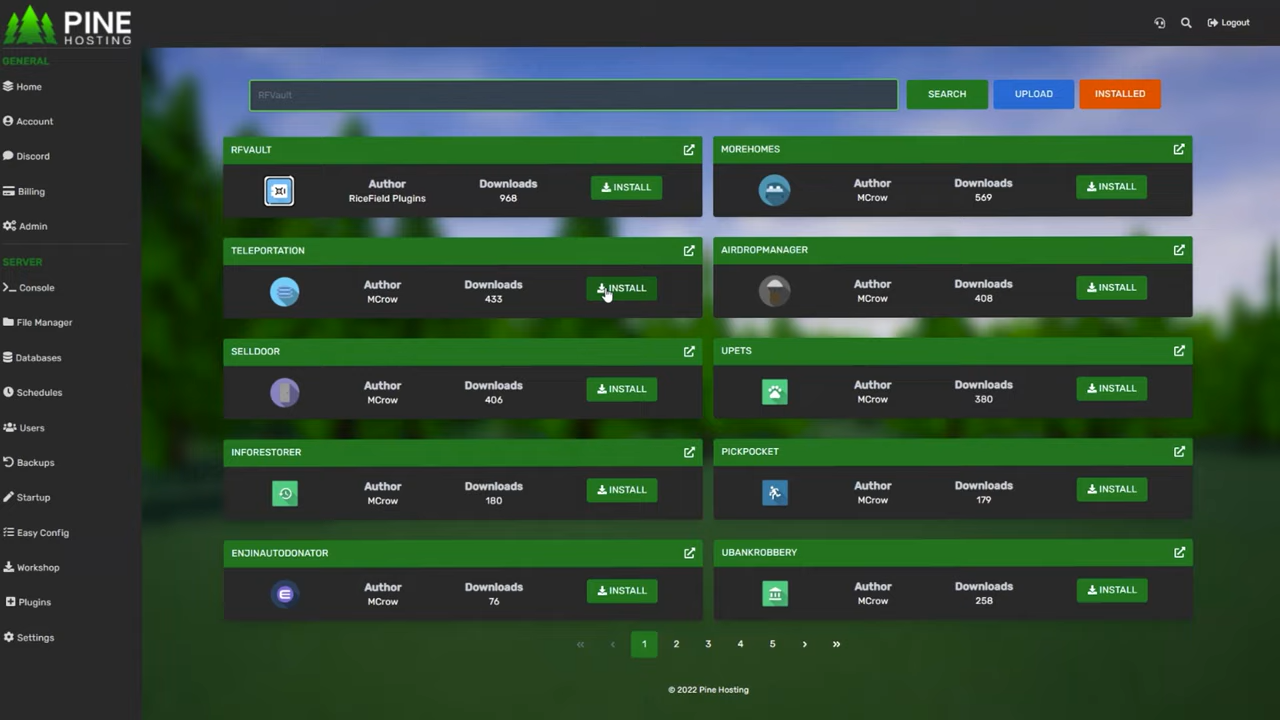 PINE
HOSTING
Logout
GENERAL
Home
Account
Discord
Billing
Admin
SERVER
Console
File Manager
Databases
Schedules
Users
Backups
Startup
Easy Config
Workshop
Plugins
Settings
RFVault
SEARCH
UPLOAD
INSTALLED
RFVAULT
Author
RiceField Plugins
Downloads
968
INSTALL
MOREHOMES
Author
MCrow
Downloads
569
INSTALL
TELEPORTATION
Author
MCrow
Downloads
433
INSTALL
AIRDROPMANAGER
Author
MCrow
Downloads
408
INSTALL
SELLDOOR
Author
MCrow
Downloads
406
INSTALL
UPETS
Author
MCrow
Downloads
380
INSTALL
INFORESTORER
Author
MCrow
Downloads
180
INSTALL
PICKPOCKET
Author
MCrow
Downloads
179
INSTALL
ENJINAUTODONATOR
Author
MCrow
Downloads
76
INSTALL
UBANKROBBERY
Author
MCrow
Downloads
258
INSTALL
« ‹ 1 2 3 4 5 › »
© 2022 Pine Hosting